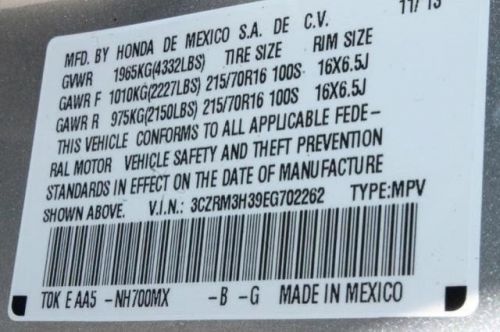 11/13
MFD. BY HONDA DE MEXICO S.A. DE C.V.
GVWR 1965KG(4332LBS) TIRE SIZE RIM SIZE
GAWR F 1010KG(2227LBS) 215/70R16 100S 16X6.5J
GAWR R 975KG(2150LBS) 215/70R16 100S 16X6.5J
THIS VEHICLE CONFORMS TO ALL APPLICABLE FEDE-
RAL MOTOR VEHICLE SAFETY AND THEFT PREVENTION
STANDARDS IN EFFECT ON THE DATE OF MANUFACTURE
SHOWN ABOVE. V.I.N.: 3CZRM3H39EG702262 TYPE:MPV
T0K E AA5 -NH700MX -B -G MADE IN MEXICO